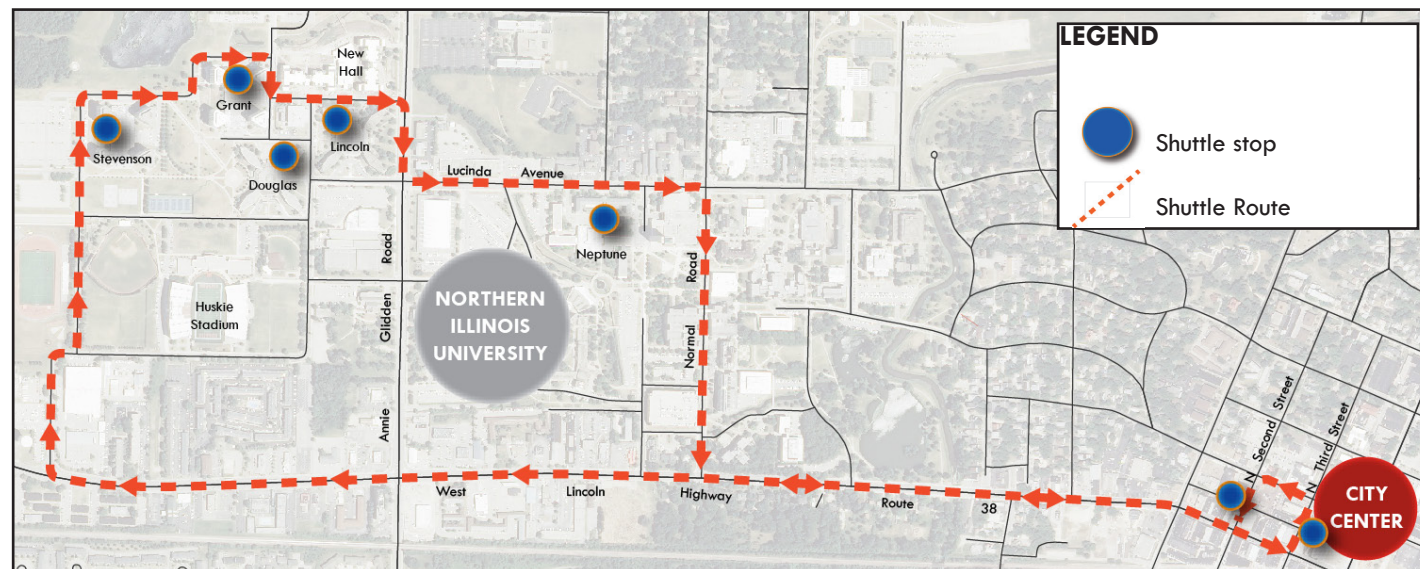 LEGEND
Shuttle stop
Shuttle Route
New
Hall
Grant
Stevenson
Lincoln
Douglas
Lucinda Avenue
Neptune
Huskie
Stadium
NORTHERN
ILLINOIS
UNIVERSITY
Annie Glidden Road
Normal Road
West Lincoln Highway Route 38
N Second Street
N Third Street
CITY
CENTER